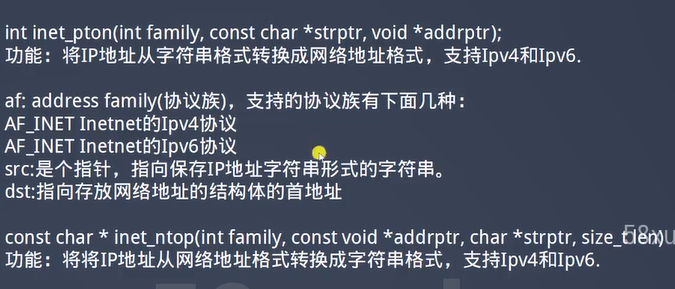 int inet_pton(int family, const char *strptr, void *addrptr);
功能：将IP地址从字符串格式转换成网络地址格式，支持Ipv4和Ipv6.
af: address family(协议族)，支持的协议族有下面几种：
AF_INET Inetnet的Ipv4协议
AF_INET Inetnet的Ipv6协议
src:是个指针，指向保存IP地址字符串形式的字符串。
dst:指向存放网络地址的结构体的首地址
const char * inet_ntop(int family, const void *addrptr, char *strptr, size_t len)
功能：将将IP地址从网络地址格式转换成字符串格式，支持Ipv4和Ipv6.